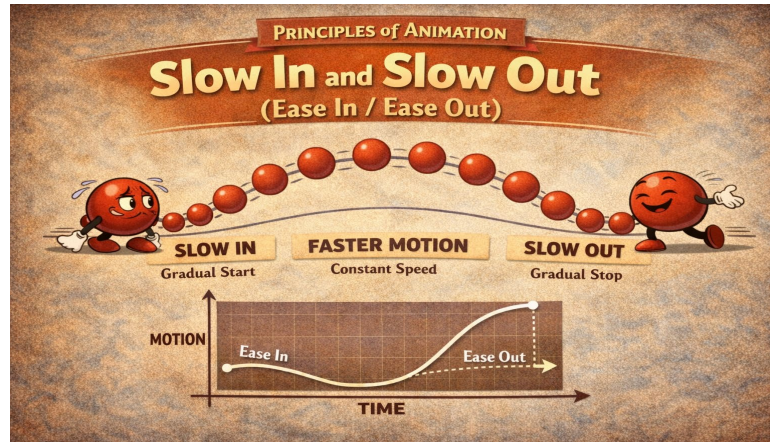 PRINCIPLES of ANIMATION
Slow In and Slow Out
(Ease In / Ease Out)
SLOW IN
Gradual Start
FASTER MOTION
Constant Speed
SLOW OUT
Gradual Stop
MOTION
Ease In
Ease Out
TIME